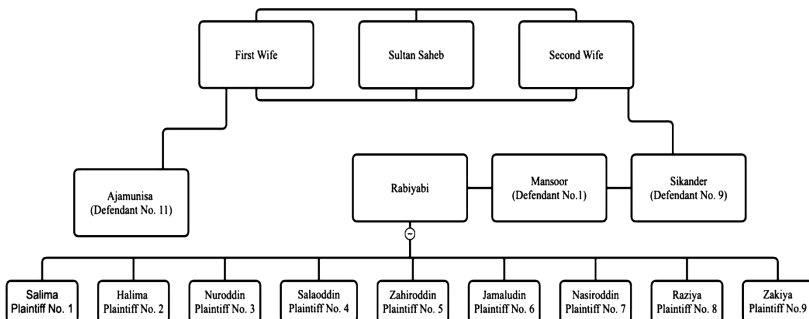 First Wife
Sultan Saheb
Second Wife
Ajamunisa
(Defendant No. 11)
Rabiyabi
Mansoor
(Defendant No.1)
Sikander
(Defendant No. 9)
Salima
Plaintiff No. 1
Halima
Plaintiff No. 2
Nuroddin
Plaintiff No. 3
Salaoddin
Plaintiff No. 4
Zahiroddin
Plaintiff No. 5
Jamaludin
Plaintiff No. 6
Nasiroddin
Plaintiff No. 7
Raziya
Plaintiff No. 8
Zakiya
Plaintiff No.9